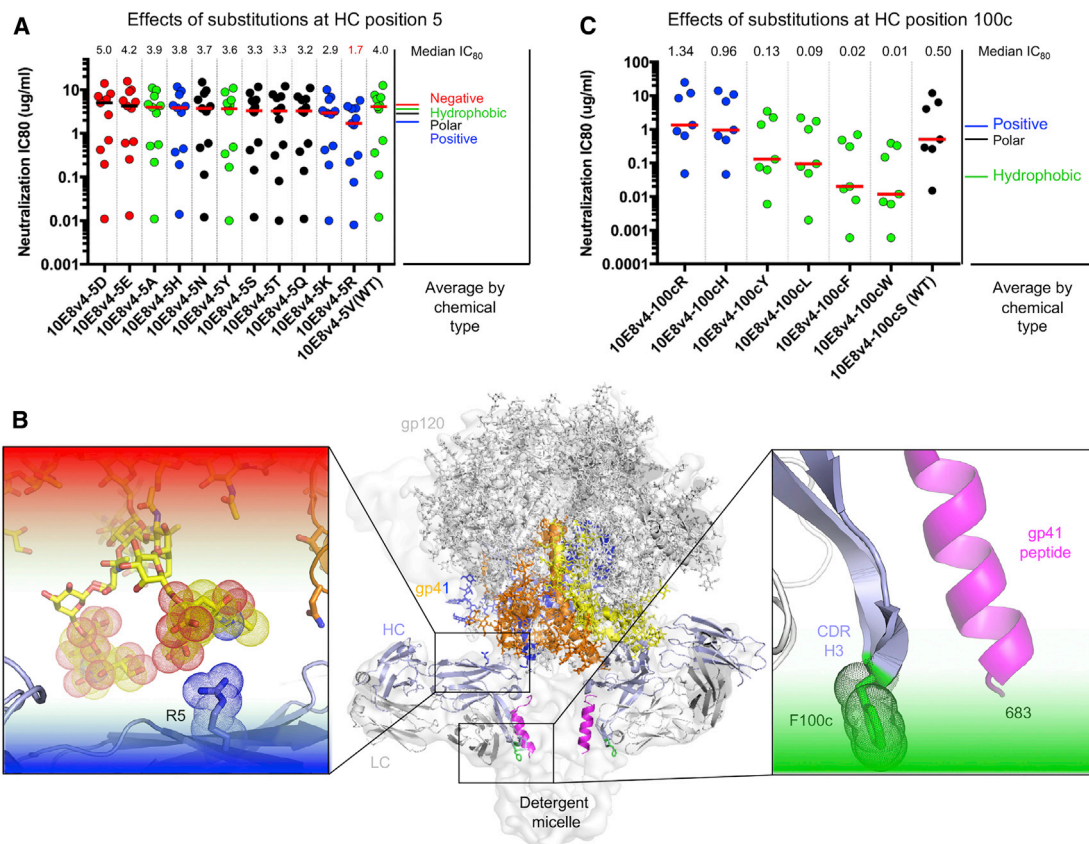 A
Effects of substitutions at HC position 5
5.0 4.2 3.9 3.8 3.7 3.6 3.3 3.3 3.2 2.9 1.7 4.0 Median IC80
Neutralization IC80 (ug/ml)
100
10
1
0.1
0.01
0.001
Negative
Hydrophobic
Polar
Positive
10E8v4-5D
10E8v4-5E
10E8v4-5A
10E8v4-5H
10E8v4-5N
10E8v4-5Y
10E8v4-5S
10E8v4-5T
10E8v4-5Q
10E8v4-5K
10E8v4-5R
10E8v4-5V(WT)
Average by
chemical
type
C
Effects of substitutions at HC position 100c
1.34 0.96 0.13 0.09 0.02 0.01 0.50 Median IC80
Neutralization IC80 (ug/ml)
100
10
1
0.1
0.01
0.001
0.0001
Positive
Polar
Hydrophobic
10E8v4-100cR
10E8v4-100cH
10E8v4-100cY
10E8v4-100cL
10E8v4-100cF
10E8v4-100cW
10E8v4-100cS (WT)
Average by
chemical
type
B
R5
gp120
gp41
HC
LC
Detergent
micelle
gp41
peptide
CDR
H3
F100c
683